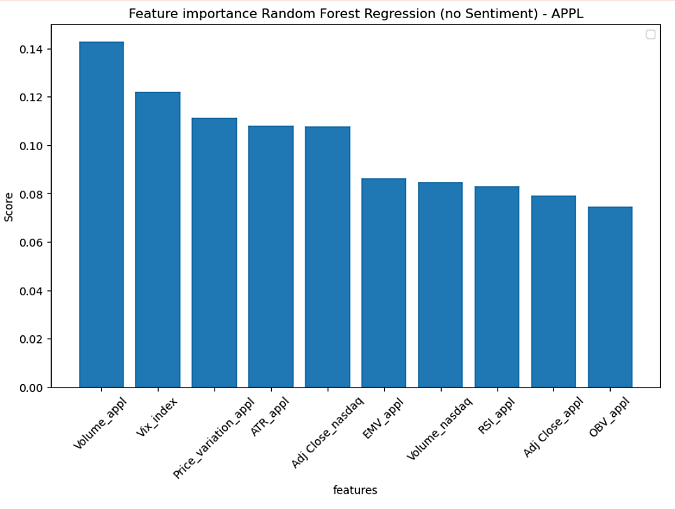 Feature importance Random Forest Regression (no Sentiment) - APPL
0.14
0.12
0.10
0.08
0.06
0.04
0.02
0.00
Score
Volume_appl
Vix_index
Price_variation_appl
ATR_appl
Adj Close_nasdaq
EMV_appl
Volume_nasdaq
RSI_appl
Adj Close_appl
OBV_appl
features